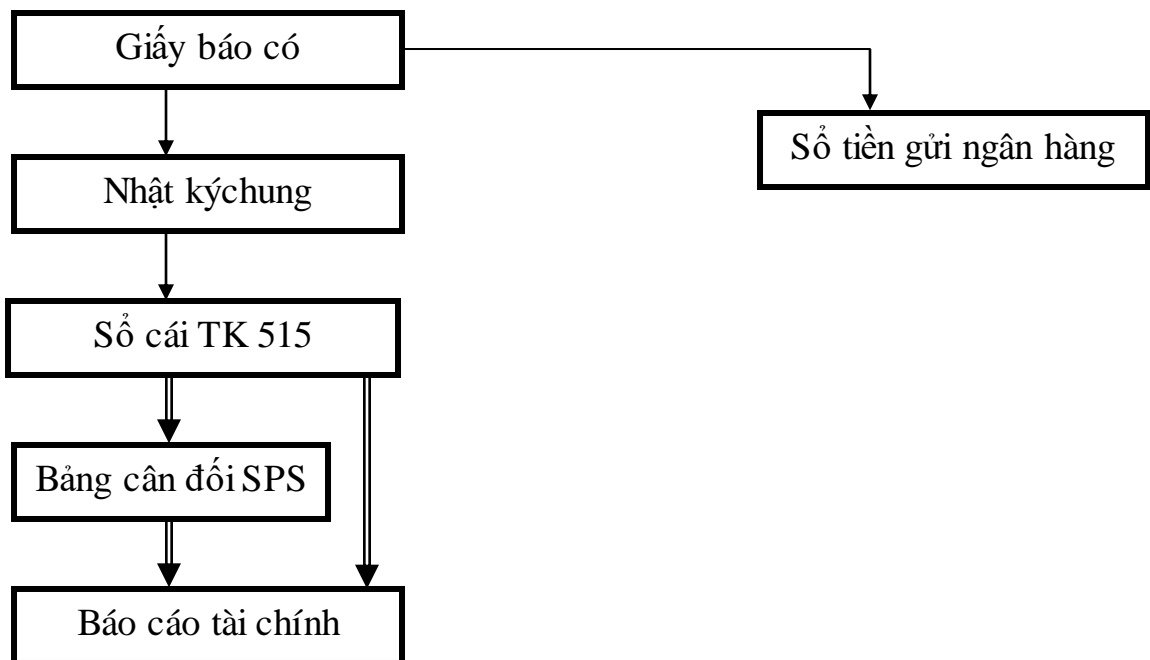 Giấy báo có
Sổ tiền gửi ngân hàng
Nhật kýchung
Sổ cái TK 515
Bảng cân đối SPS
Báo cáo tài chính